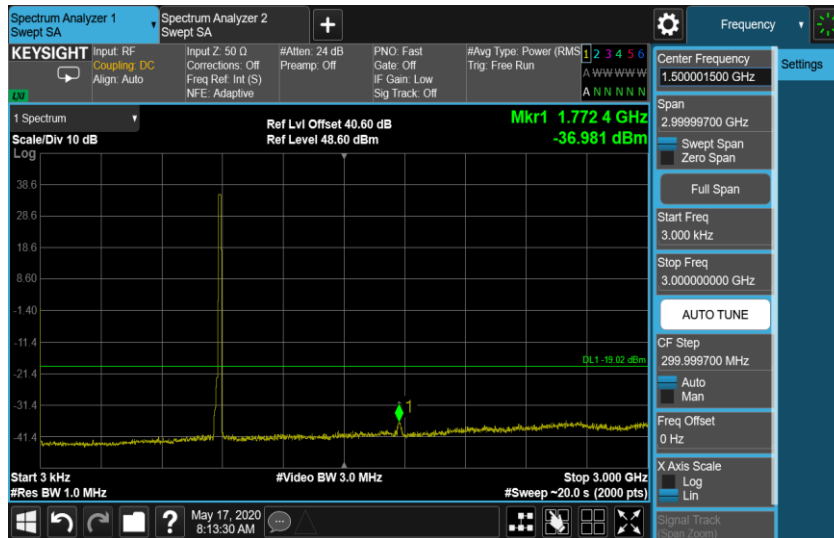 Spectrum Analyzer 1
Swept SA
Spectrum Analyzer 2
Swept SA
+
Frequency
KEYSIGHT
Input: RF
Coupling: DC
Align: Auto
LXI
Input Z: 50 Ω
Corrections: Off
Freq Ref: Int (S)
NFE: Adaptive
#Atten: 24 dB
Preamp: Off
PNO: Fast
Gate: Off
IF Gain: Low
Sig Track: Off
#Avg Type: Power (RMS
Trig: Free Run
1 2 3 4 5 6
A W W W W W
A N N N N N
1 Spectrum
Scale/Div 10 dB
Log
Ref Lvl Offset 40.60 dB
Ref Level 48.60 dBm
Mkr1 1.772 4 GHz
-36.981 dBm
38.6
28.6
18.6
8.60
-1.40
-11.4
-21.4
-31.4
-41.4
DL1 -19.02 dBm
1
Start 3 kHz
#Res BW 1.0 MHz
#Video BW 3.0 MHz
Stop 3.000 GHz
#Sweep ~20.0 s (2000 pts)
Center Frequency
1.500001500 GHz
Settings
Span
2.99999700 GHz
Swept Span
Zero Span
Full Span
Start Freq
3.000 kHz
Stop Freq
3.000000000 GHz
AUTO TUNE
CF Step
299.999700 MHz
Auto
Man
Freq Offset
0 Hz
X Axis Scale
Log
Lin
Signal Track
(Span Zoom)
?
May 17, 2020
8:13:30 AM